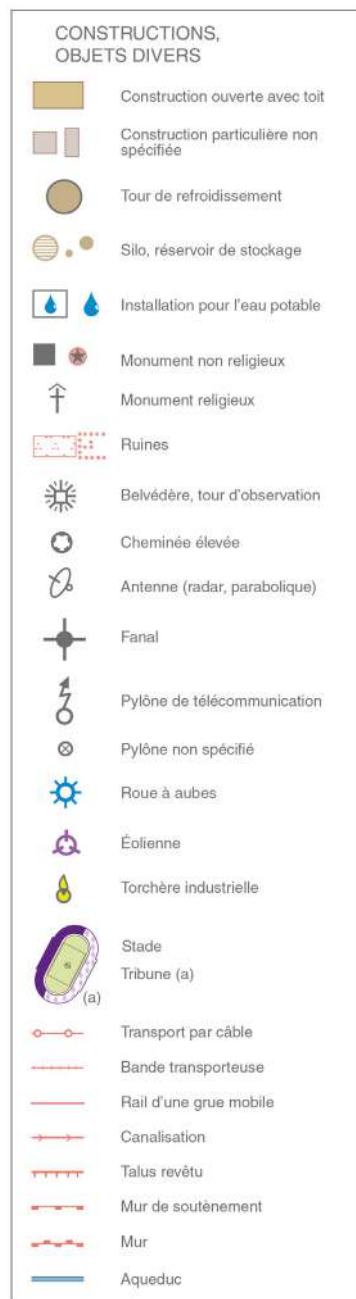 CONSTRUCTIONS,
OBJETS DIVERS
Construction ouverte avec toit
Construction particulière non
spécifiée
Tour de refroidissement
Silo, réservoir de stockage
Installation pour l'eau potable
Monument non religieux
Monument religieux
Ruines
Belvédère, tour d'observation
Cheminée élevée
Antenne (radar, parabolique)
Fanal
Pylône de télécommunication
Pylône non spécifié
Roue à aubes
Éolienne
Torchère industrielle
Stade
Tribune (a)
(a)
Transport par câble
Bande transporteuse
Rail d'une grue mobile
Canalisation
Talus revêtu
Mur de soutènement
Mur
Aqueduc